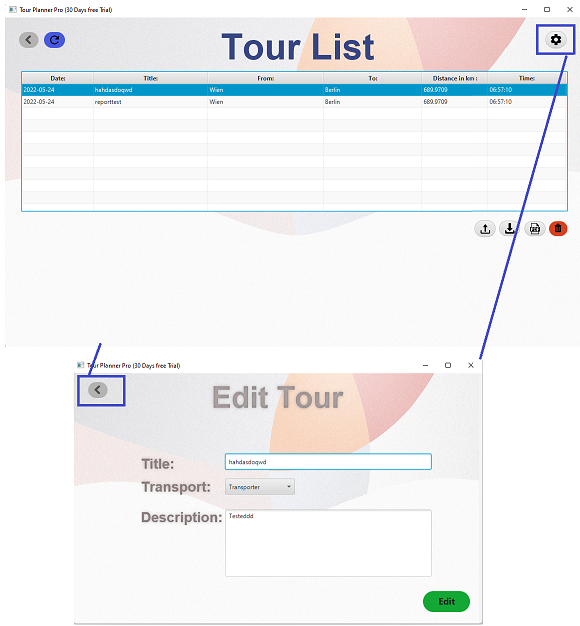 Tour Planner Pro (30 Days free Trial)
Tour List
Date: Title: From: To: Distance in km : Time:
2022-05-24 hahdasdoqwd Wien Berlin 689.9709 06:57:10
2022-05-24 reporttest Wien Berlin 689.9709 06:57:10
Tour Planner Pro (30 Days free Trial)
Edit Tour
Title: hahdasdoqwd
Transport: Transporter
Description: Testeddd
Edit